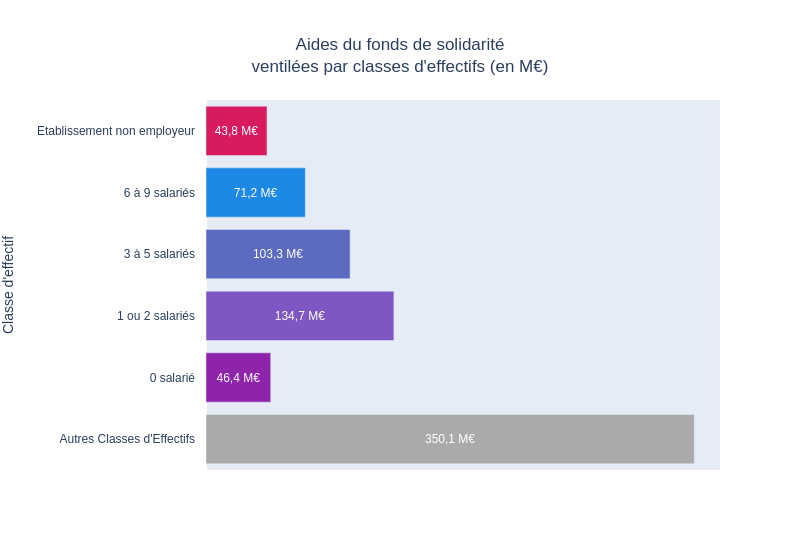 Aides du fonds de solidarité
ventilées par classes d'effectifs (en M€)
Classe d'effectif
Etablissement non employeur
43,8 M€
6 à 9 salariés
71,2 M€
3 à 5 salariés
103,3 M€
1 ou 2 salariés
134,7 M€
0 salarié
46,4 M€
Autres Classes d'Effectifs
350,1 M€